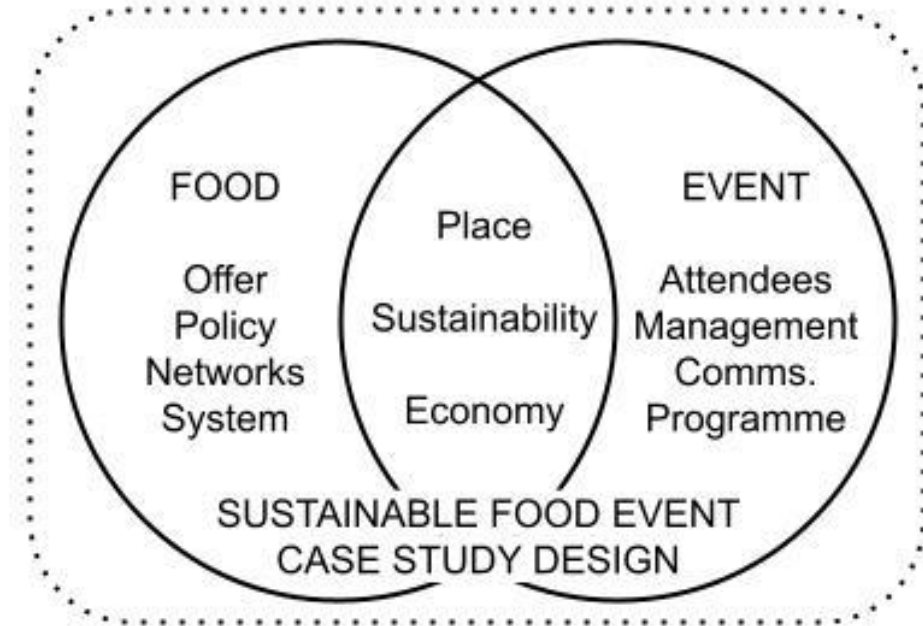 FOOD
Offer
Policy
Networks
System
Place
Sustainability
Economy
EVENT
Attendees
Management
Comms.
Programme
SUSTAINABLE FOOD EVENT
CASE STUDY DESIGN